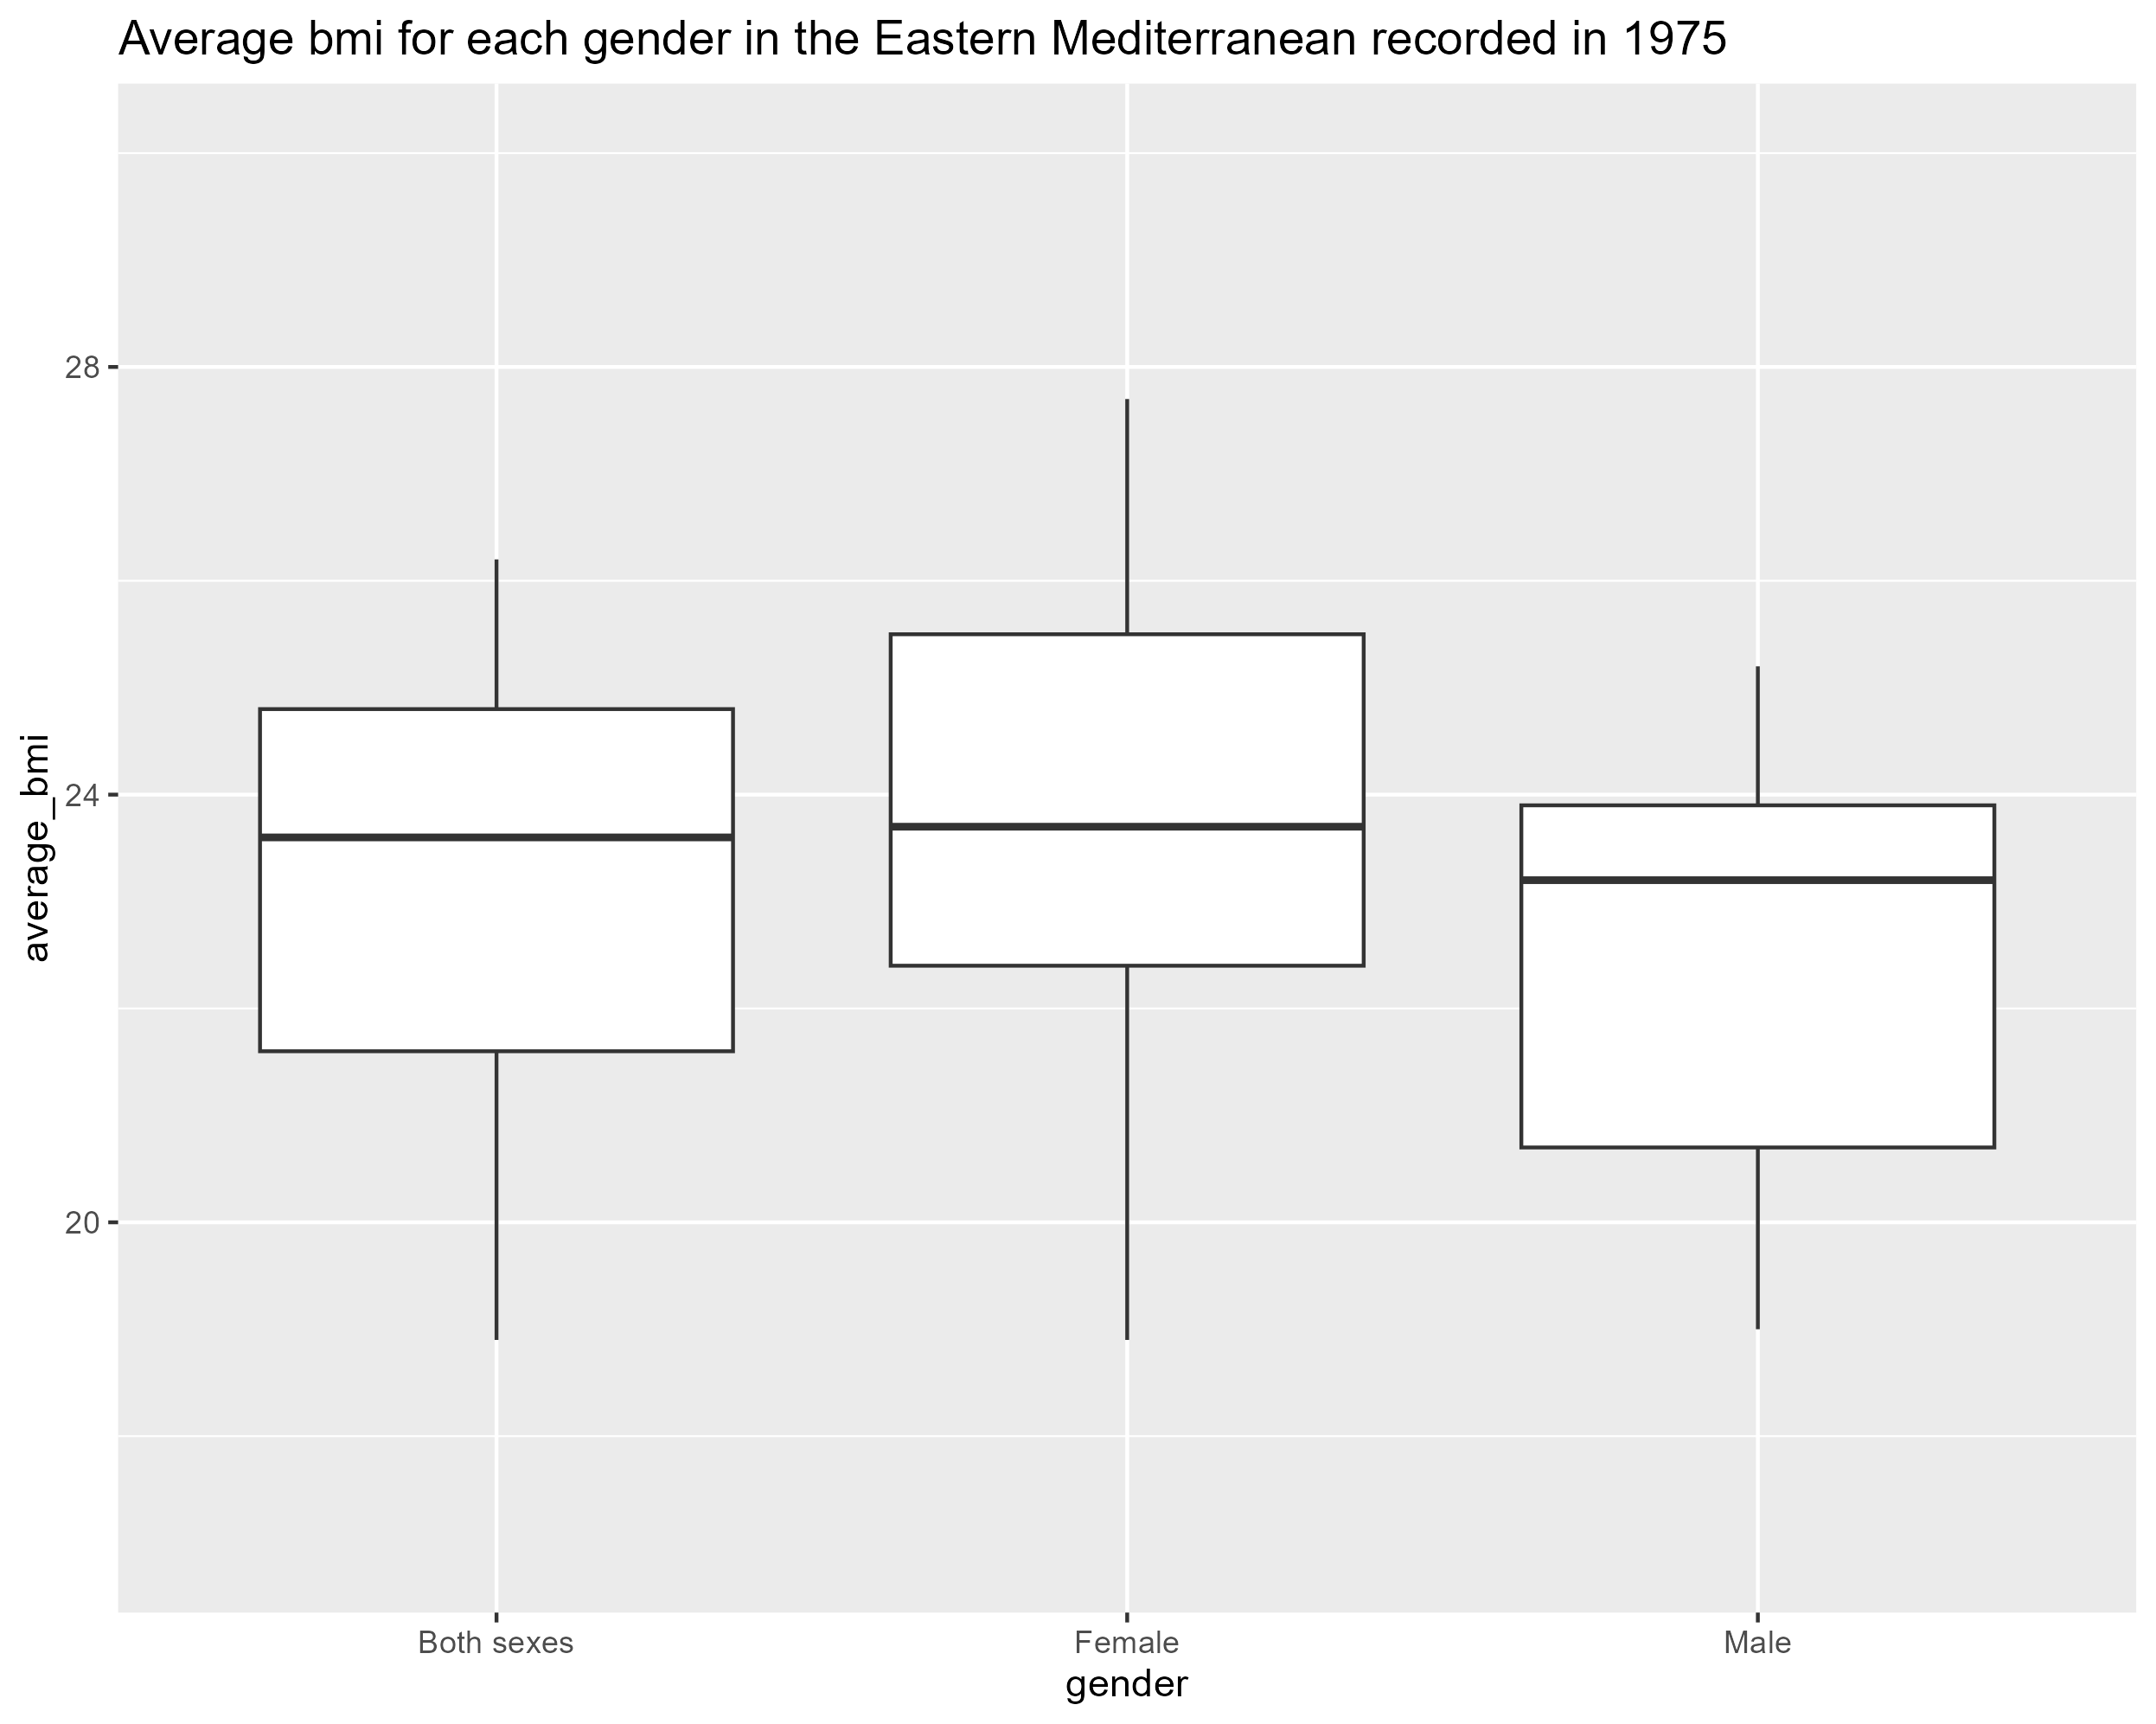 Average bmi for each gender in the Eastern Mediterranean recorded in 1975
28
24
20
average_bmi
Both sexes Female Male
gender